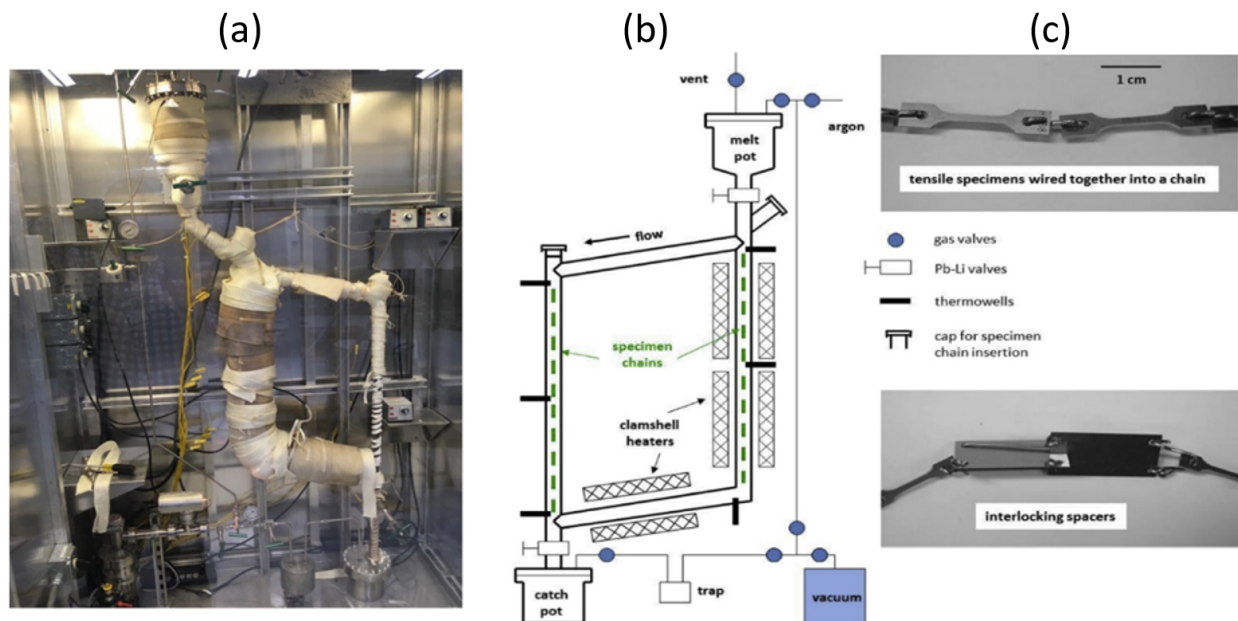 (a)
(b)
(c)
vent
argon
melt
pot
flow
specimen
chains
clamshell
heaters
catch
pot
trap
vacuum
1 cm
tensile specimens wired together into a chain
gas valves
Pb-Li valves
thermowells
cap for specimen
chain insertion
interlocking spacers